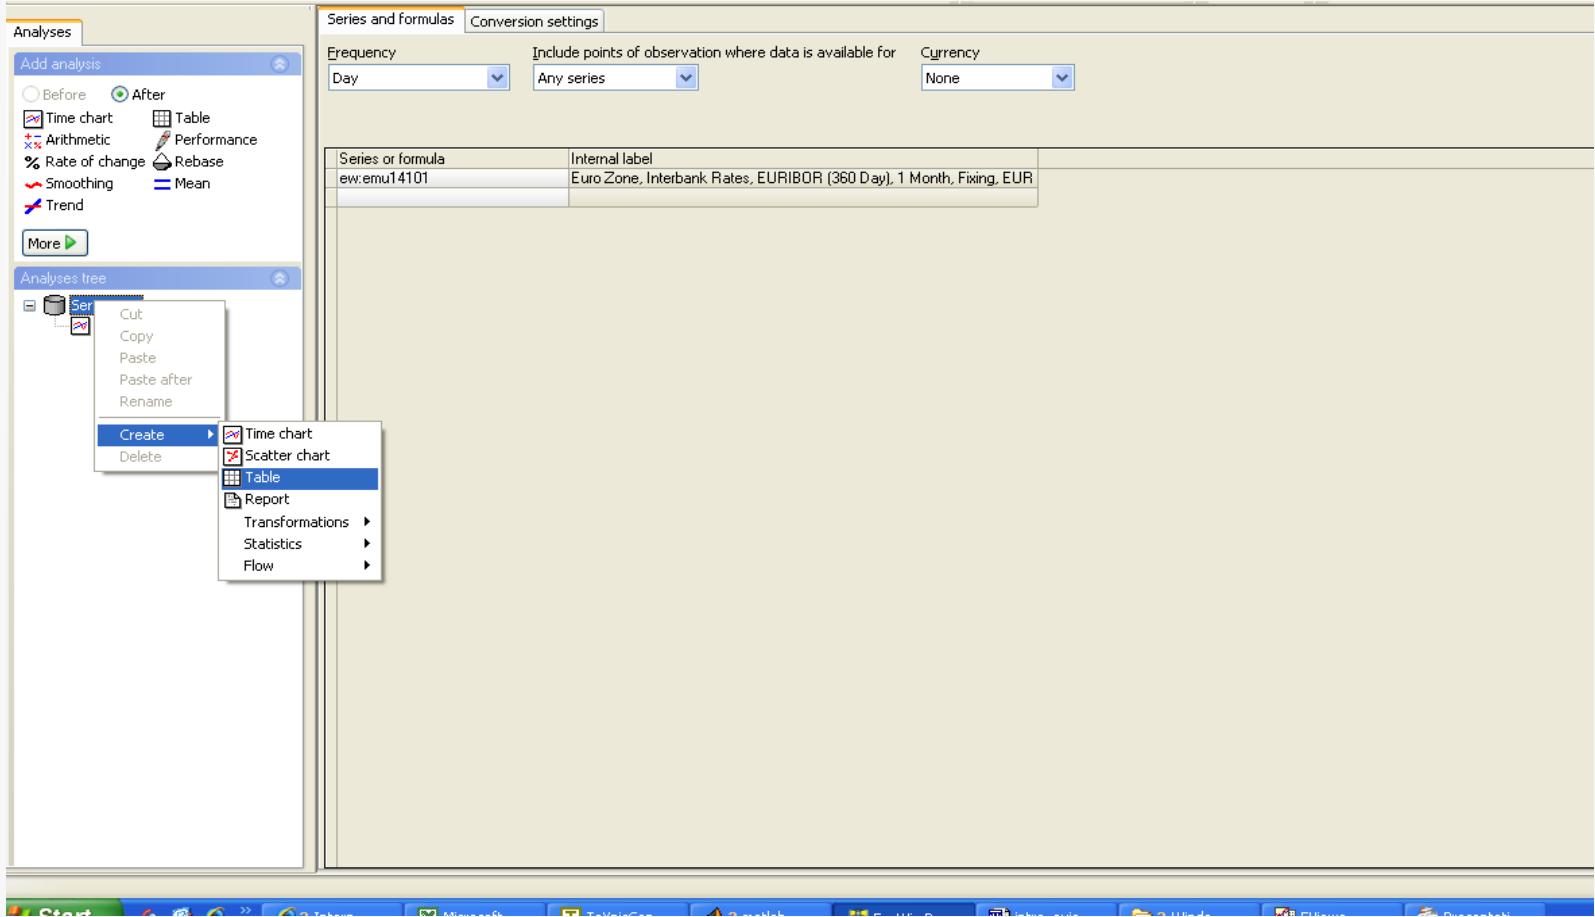 Analyses
Add analysis
Before After
Time chart Table
Arithmetic Performance
% Rate of change Rebase
Smoothing Mean
Trend
More
Analyses tree
Ser
Cut
Copy
Paste
Paste after
Rename
Create
Delete
Time chart
Scatter chart
Table
Report
Transformations
Statistics
Flow
Series and formulas Conversion settings
Frequency Include points of observation where data is available for Currency
Day Any series None
Series or formula Internal label
ew:emu14101 Euro Zone, Interbank Rates, EURIBOR (360 Day), 1 Month, Fixing, EUR
Start